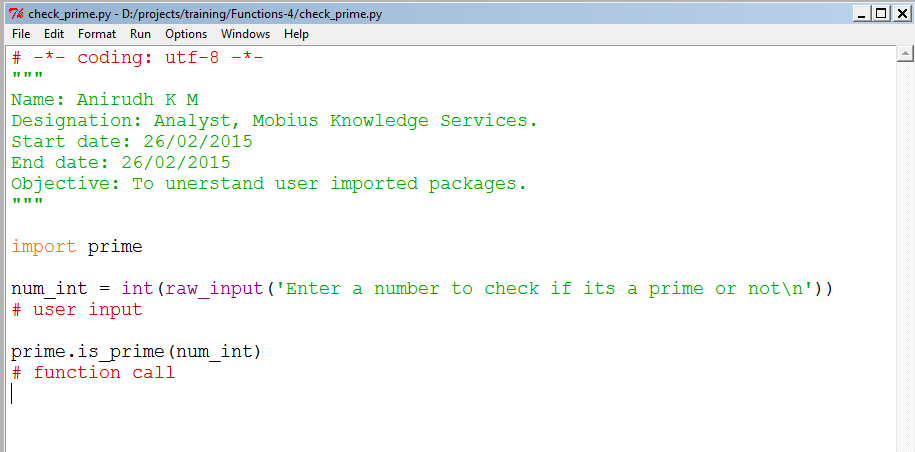 check_prime.py - D:/projects/training/Functions-4/check_prime.py
File Edit Format Run Options Windows Help
# -*- coding: utf-8 -*-
"""
Name: Anirudh K M
Designation: Analyst, Mobius Knowledge Services.
Start date: 26/02/2015
End date: 26/02/2015
Objective: To unerstand user imported packages.
"""
import prime
num_int = int(raw_input('Enter a number to check if its a prime or not\n'))
# user input
prime.is_prime(num_int)
# function call